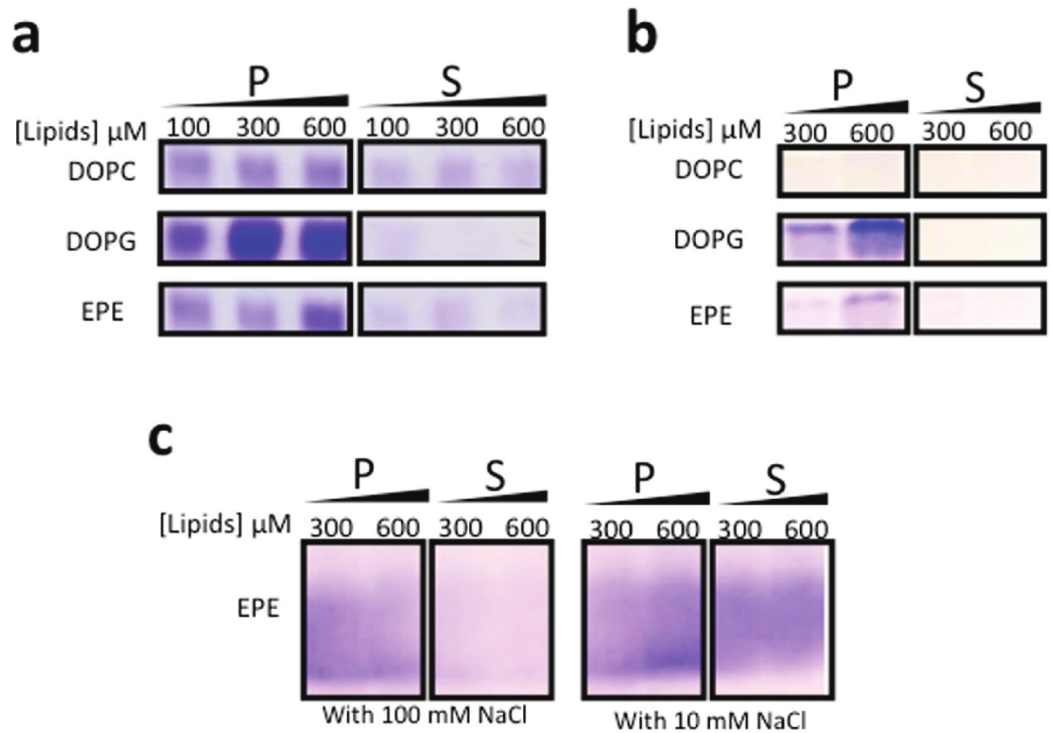 a
P S
[Lipids] μM 100 300 600 100 300 600
DOPC
DOPG
EPE
b
P S
[Lipids] μM 300 600 300 600
DOPC
DOPG
EPE
c
P S P S
[Lipids] μM 300 600 300 600 300 600 300 600
EPE
With 100 mM NaCl With 10 mM NaCl